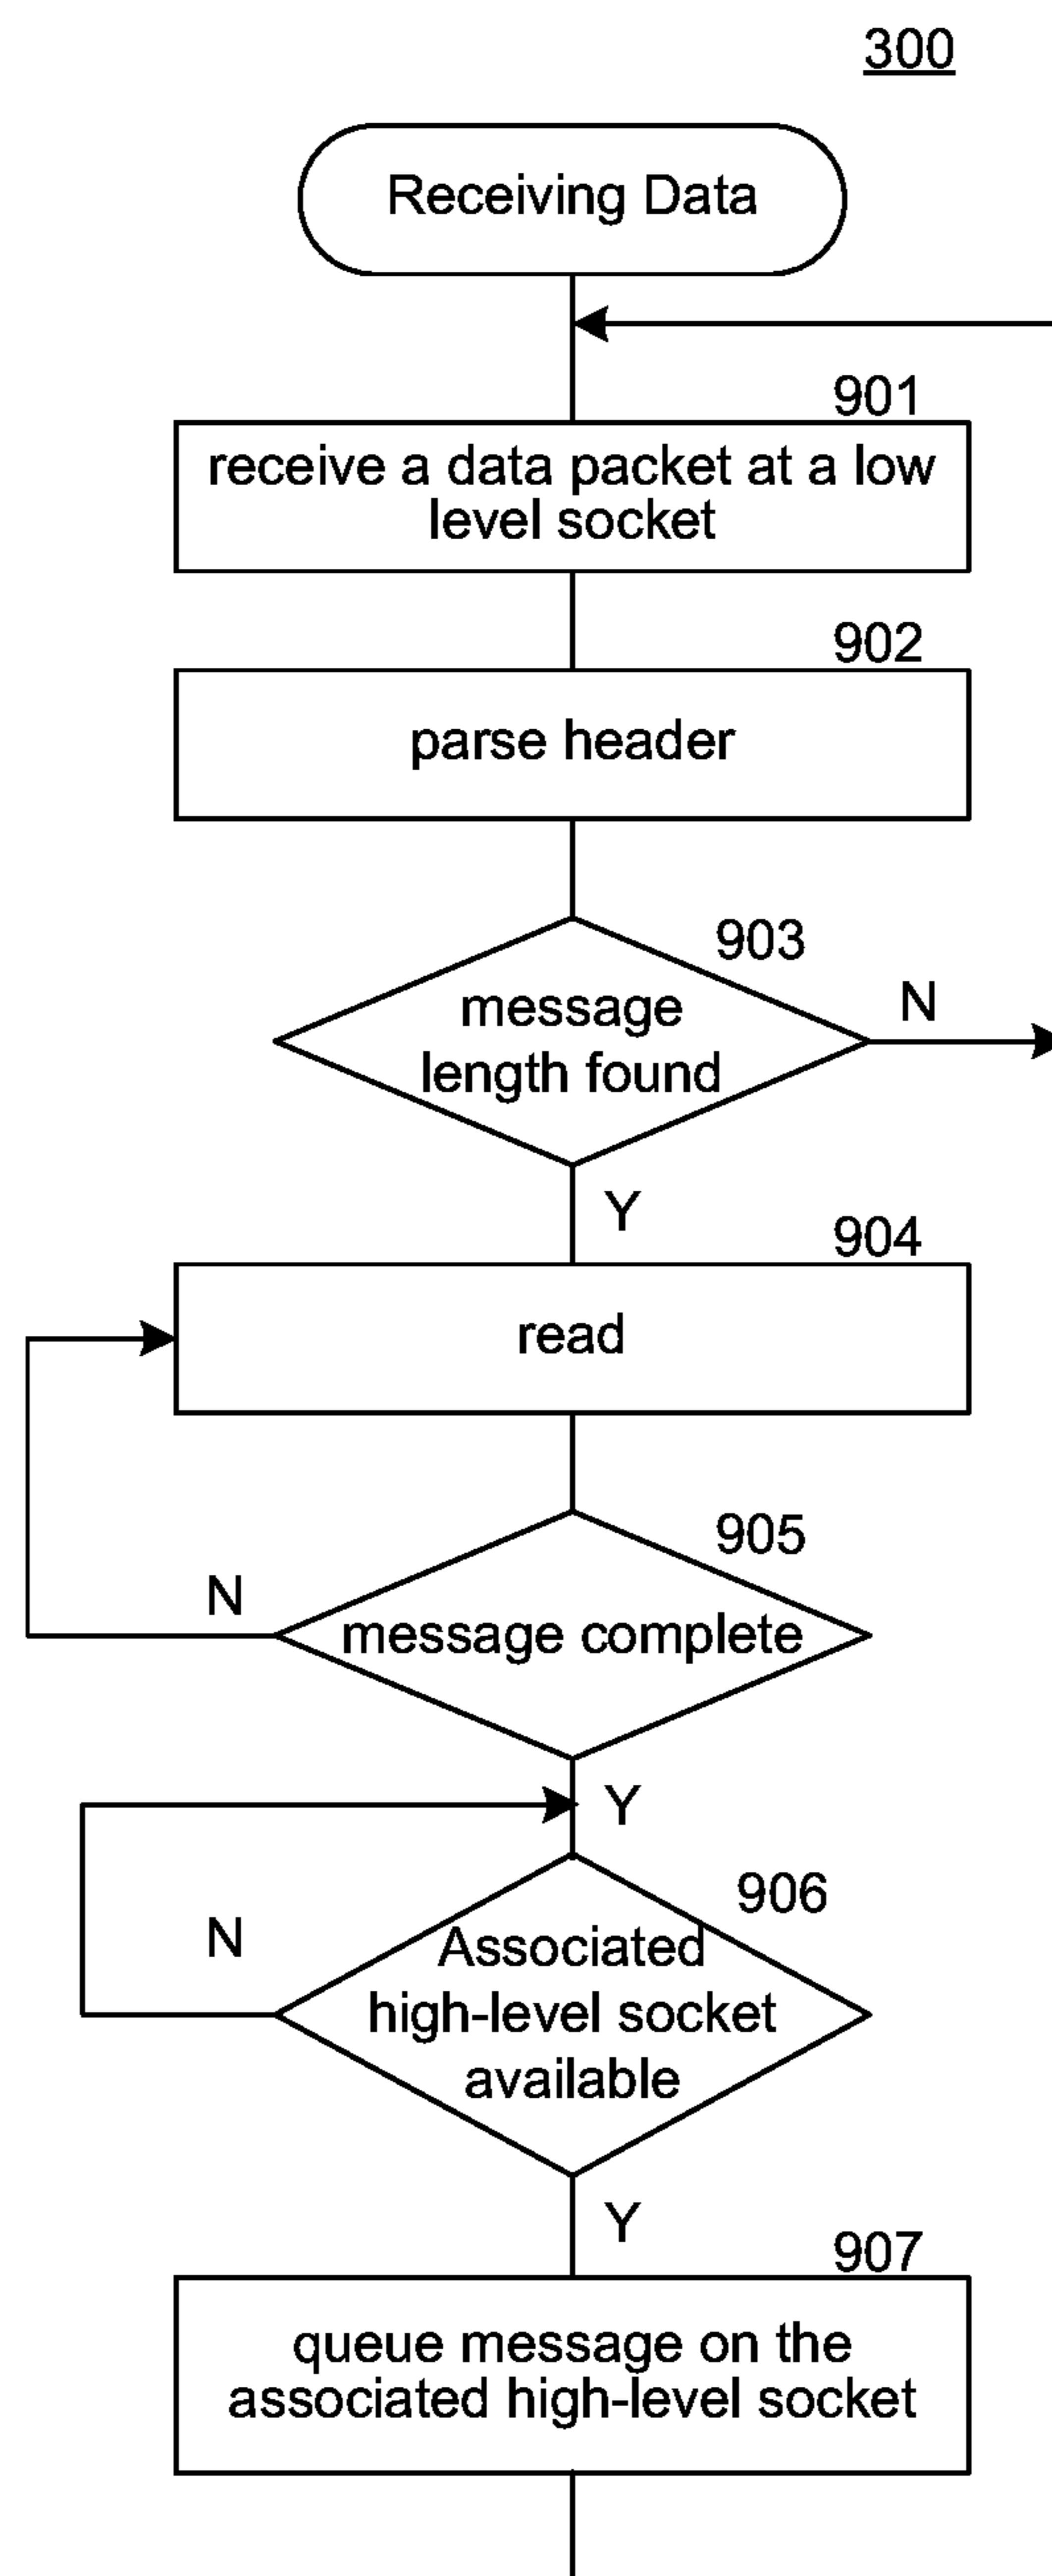 300
Receiving Data
901
receive a data packet at a low
level socket
902
parse header
903
message
length found
N
Y
904
read
905
message complete
N
Y
906
Associated
high-level socket
available
N
Y
907
queue message on the
associated high-level socket